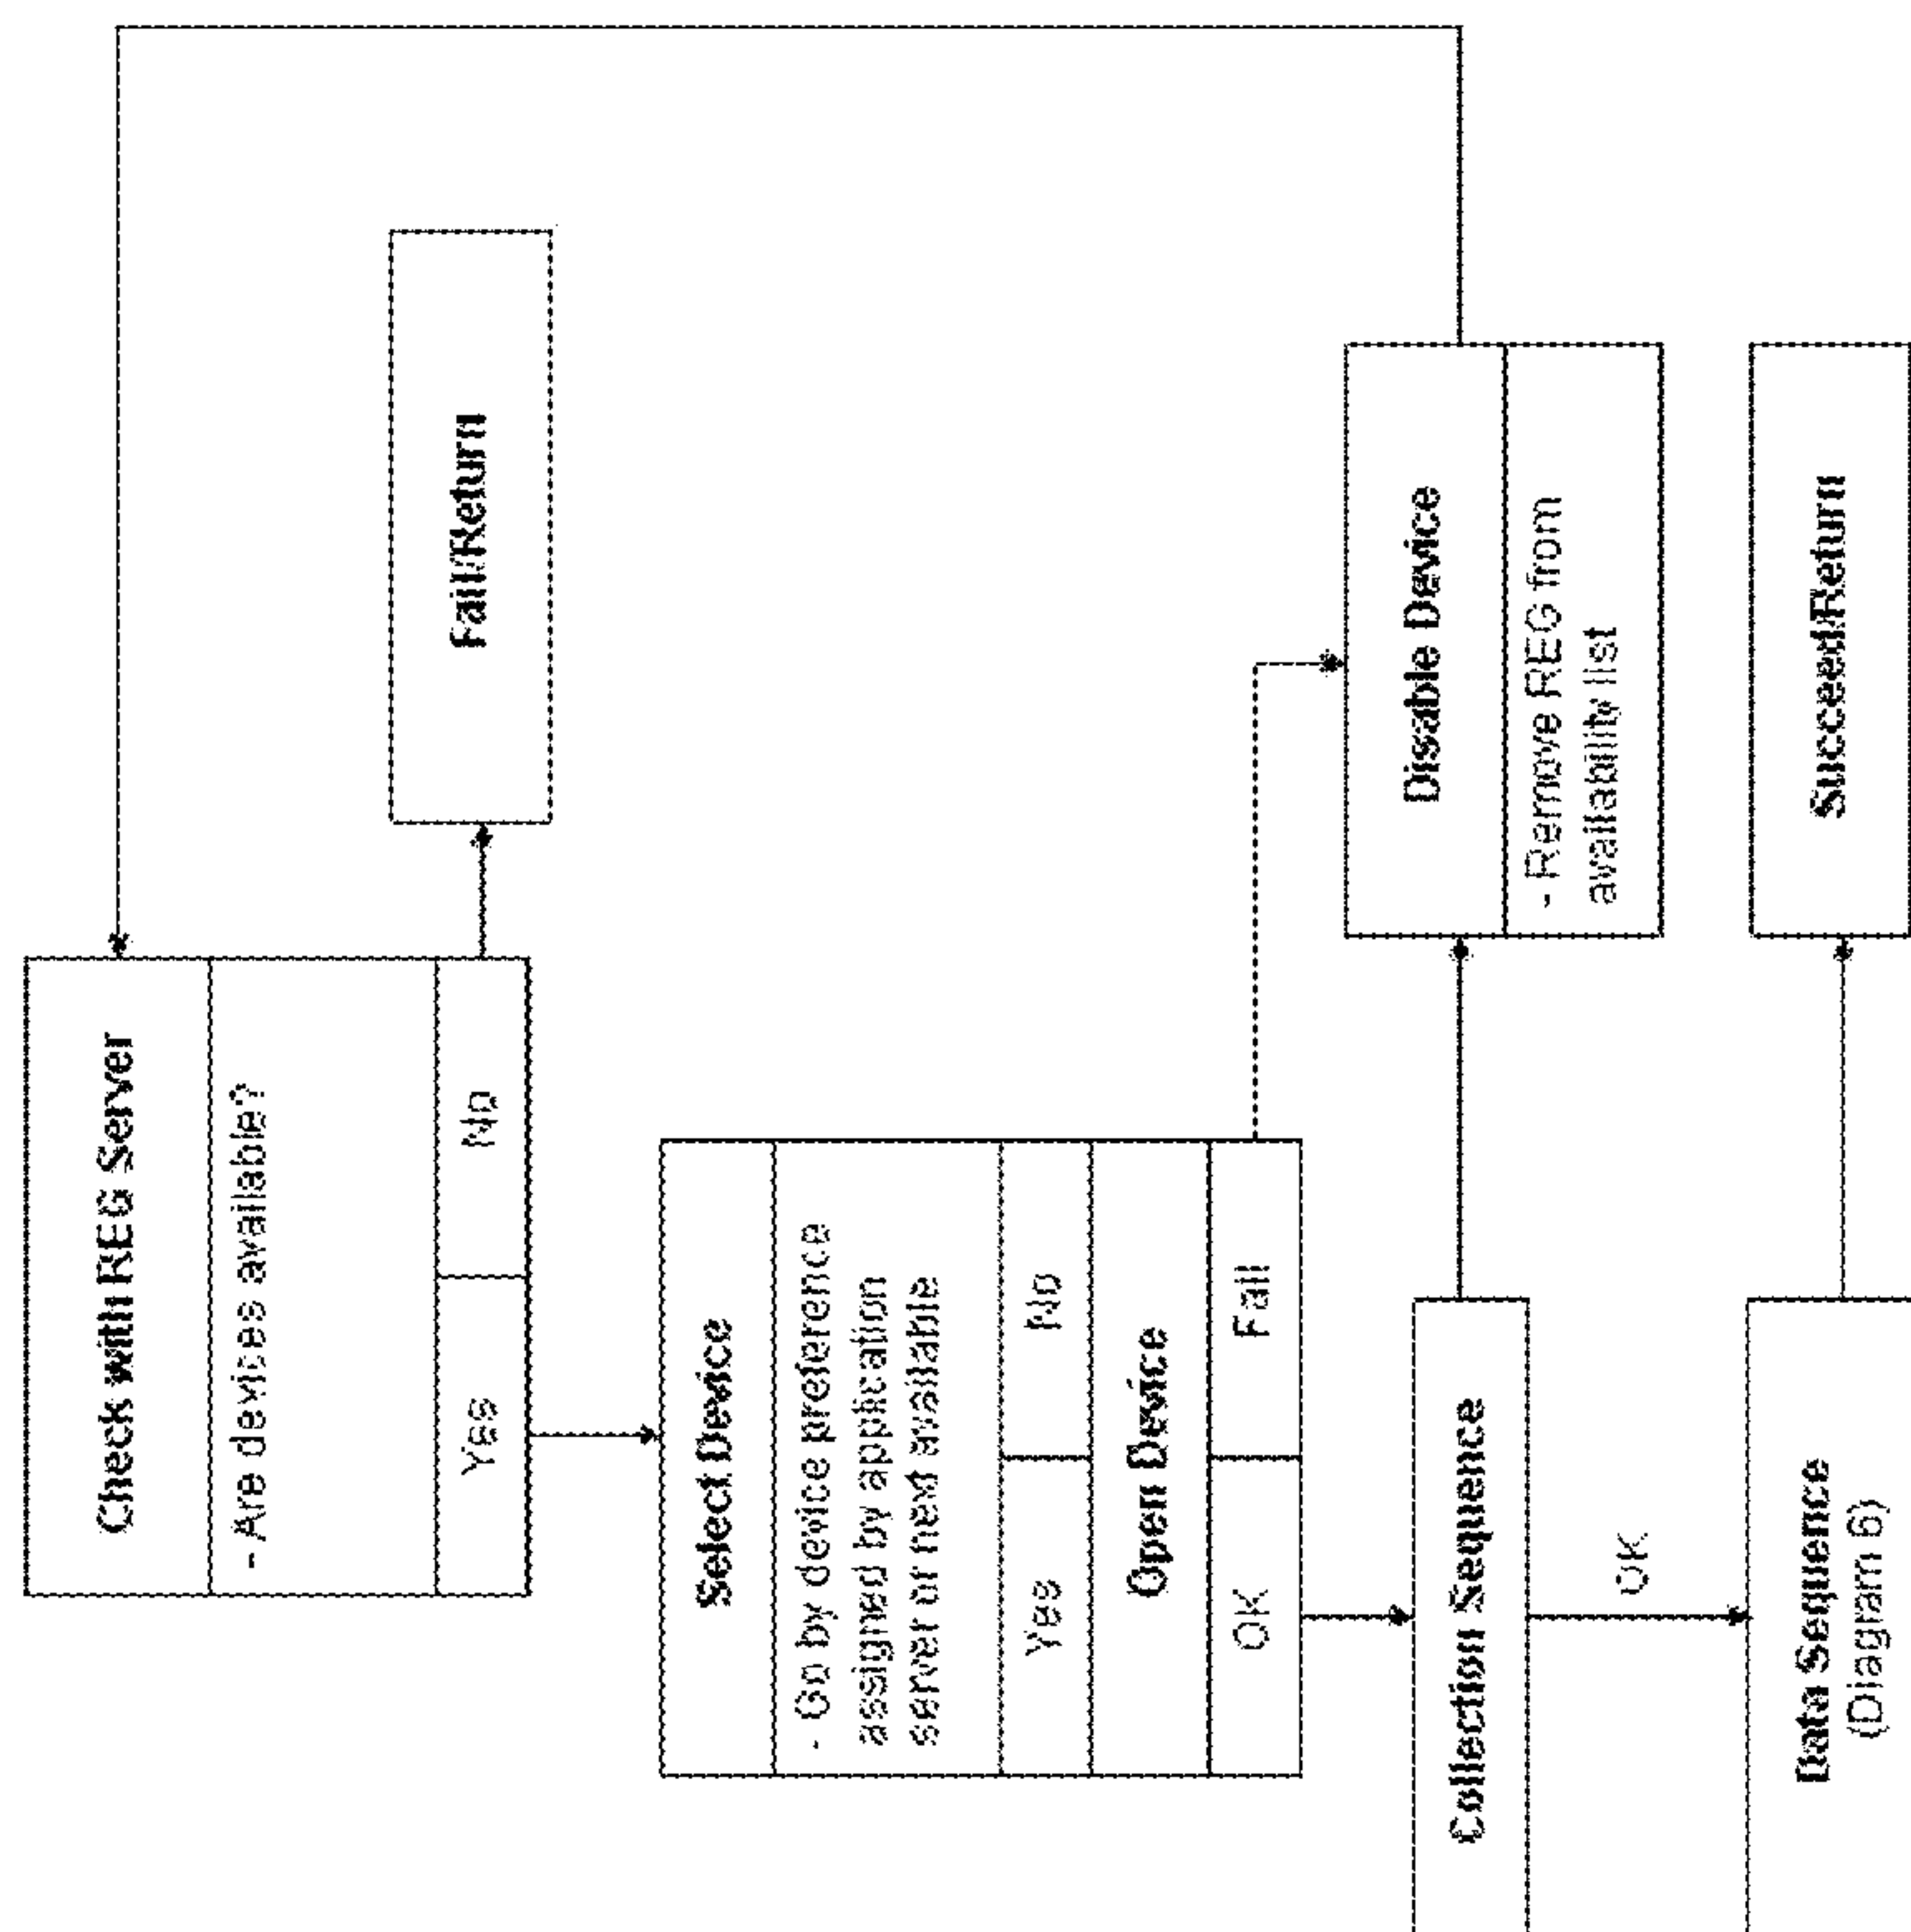 Check with REG Server
- Are devices available?
Yes
No
Fail/Return
Select Device
- Go by device preference
assigned by application
server or next available
Yes
No
Open Device
OK
Fail
Disable Device
- Remove REG from
availability list
Collection Sequence
OK
Data Sequence
(Diagram 6)
Succeed/Return